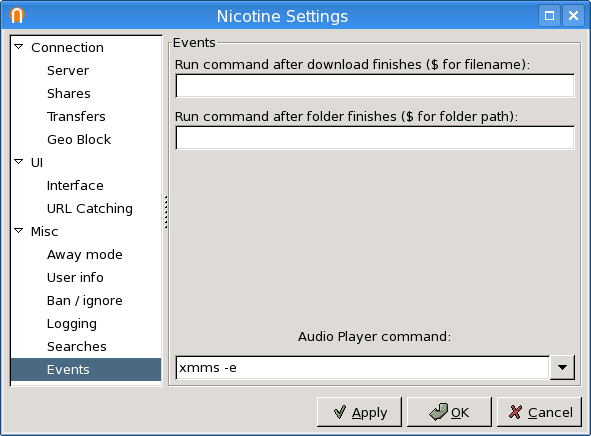 Nicotine Settings
Connection
Server
Shares
Transfers
Geo Block
UI
Interface
URL Catching
Misc
Away mode
User info
Ban / ignore
Logging
Searches
Events
Events
Run command after download finishes ($ for filename):
Run command after folder finishes ($ for folder path):
Audio Player command:
xmms -e
Apply
OK
Cancel